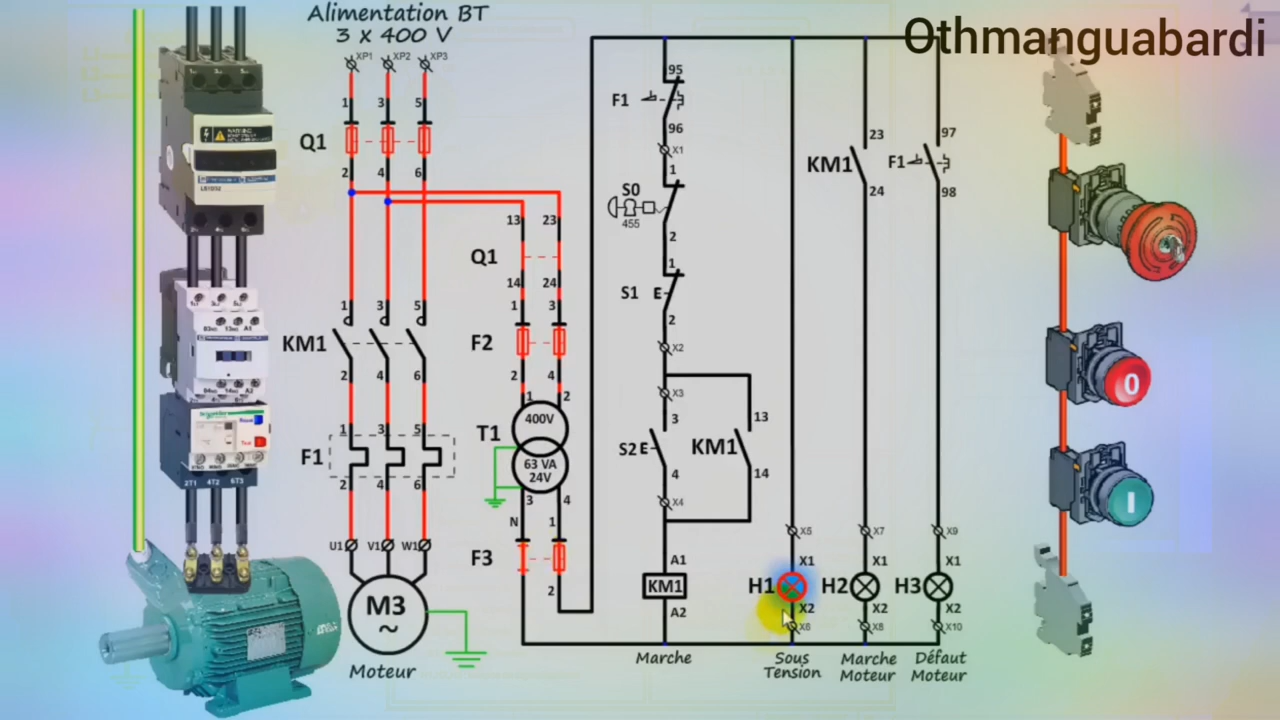 Othmanguabardi
Alimentation BT
3 x 400 V
XP1 XP2 XP3
1 3 5
Q1
2 4 6
13 23
Q1
14 24
1 3
F2
2 4
1 2
400V
T1
63 VA
24V
3 4
N 1
F3
2
1 3 5
KM1
2 4 6
1 3 5
F1
2 4 6
U1 V1 W1
M3
~
Moteur
95
F1
96
X1
1
S0
455
2
1
S1 E
2
X2
X3
3
S2 E
4
X4
13
KM1
14
A1
KM1
A2
Marche
X5
X1
H1
X2
X6
Sous
Tension
23
KM1
24
X7
X1
H2
X2
X8
Marche
Moteur
97
F1
98
X9
X1
H3
X2
X10
Défaut
Moteur
2T1 4T2 6T3
0
I